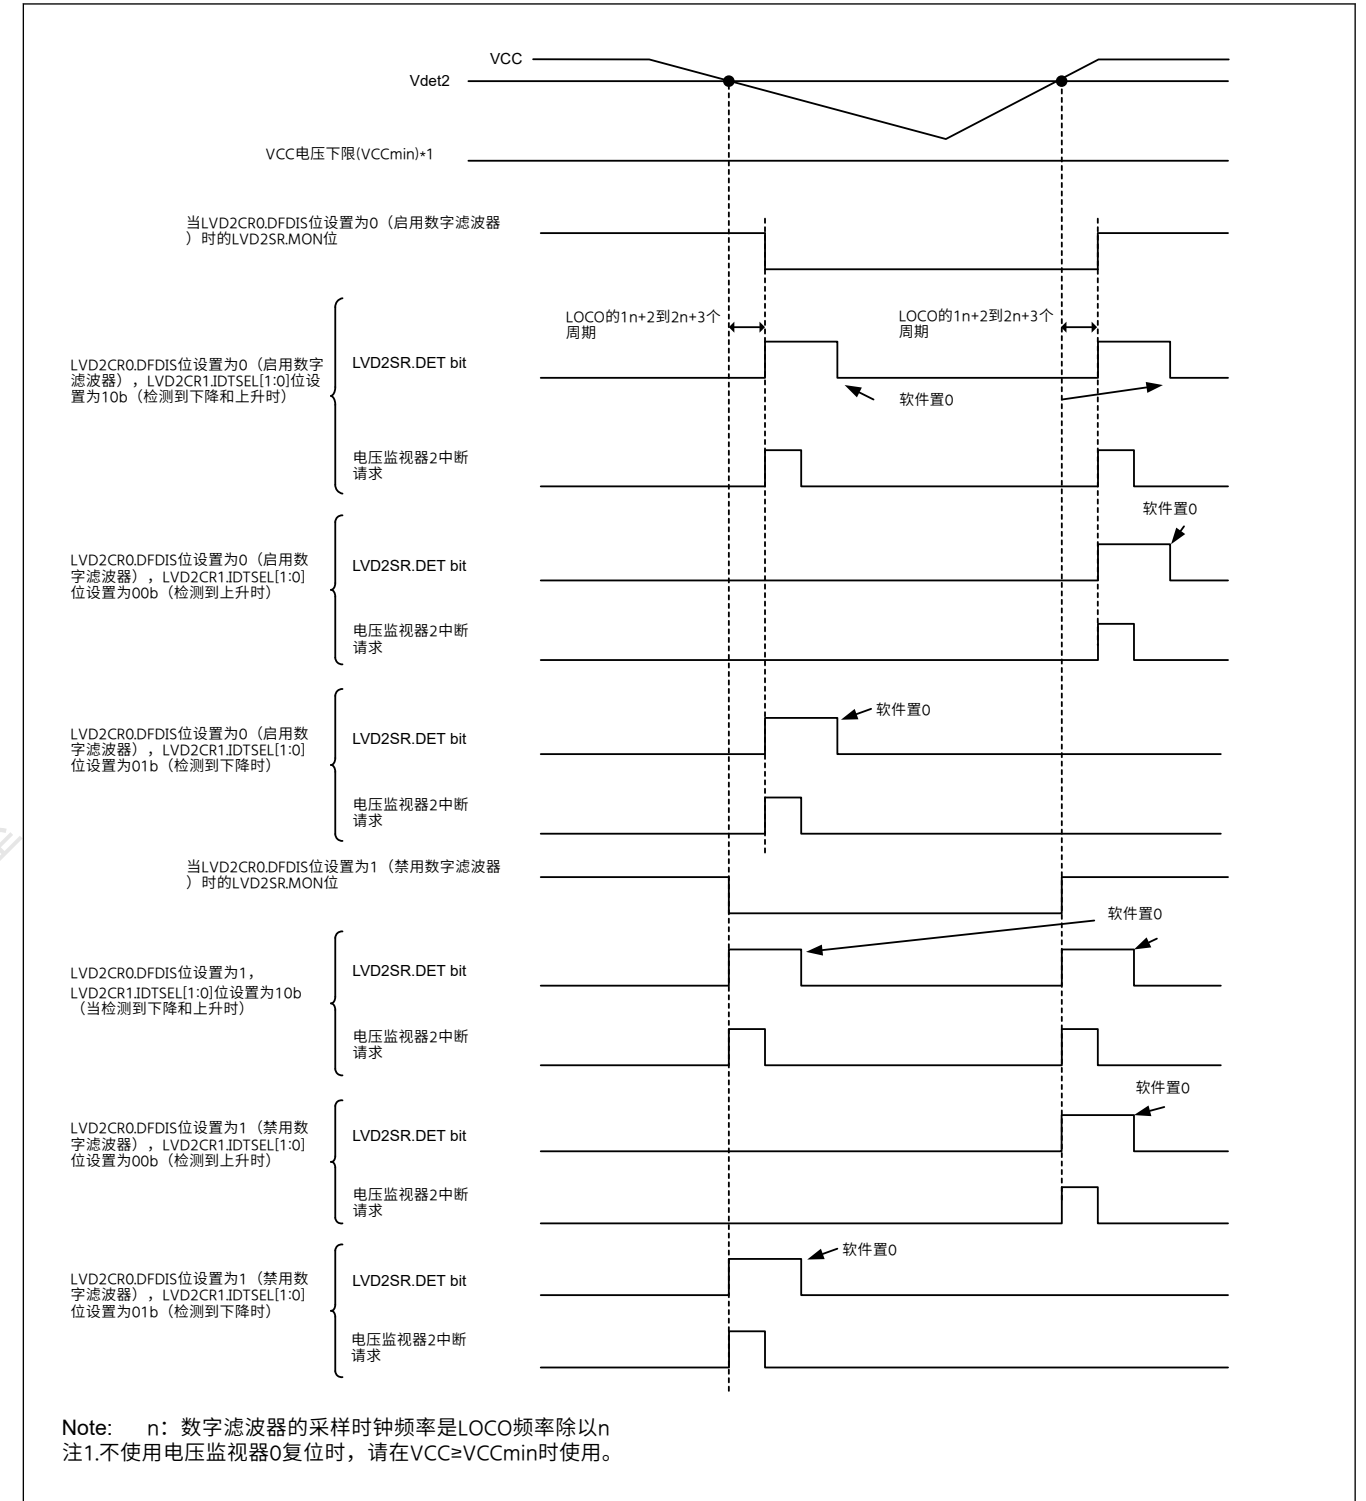 VCC
Vdet2
VCC电压下限(VCCmin)*1
当LVD2CR0.DFDIS位设置为0（启用数字滤波器
）时的LVD2SR.MON位
LOCO的1n+2到2n+3个
周期
LOCO的1n+2到2n+3个
周期
LVD2CR0.DFDIS位设置为0（启用数字
滤波器），LVD2CR1.IDTSEL[1:0]位设
置为10b（检测到下降和上升时）
LVD2SR.DET bit
软件置0
电压监视器2中断
请求
软件置0
LVD2CR0.DFDIS位设置为0（启用数
字滤波器），LVD2CR1.IDTSEL[1:0]
位设置为00b（检测到上升时）
LVD2SR.DET bit
电压监视器2中断
请求
软件置0
LVD2CR0.DFDIS位设置为0（启用数
字滤波器），LVD2CR1.IDTSEL[1:0]
位设置为01b（检测到下降时）
LVD2SR.DET bit
电压监视器2中断
请求
当LVD2CR0.DFDIS位设置为1（禁用数字滤波器
）时的LVD2SR.MON位
软件置0
LVD2CR0.DFDIS位设置为1，
LVD2CR1.IDTSEL[1:0]位设置为10b
（当检测到下降和上升时）
LVD2SR.DET bit
电压监视器2中断
请求
软件置0
LVD2CR0.DFDIS位设置为1（禁用数
字滤波器），LVD2CR1.IDTSEL[1:0]
位设置为00b（检测到上升时）
LVD2SR.DET bit
电压监视器2中断
请求
软件置0
LVD2CR0.DFDIS位设置为1（禁用数
字滤波器），LVD2CR1.IDTSEL[1:0]
位设置为01b（检测到下降时）
LVD2SR.DET bit
电压监视器2中断
请求
Note: n：数字滤波器的采样时钟频率是LOCO频率除以n
注1.不使用电压监视器0复位时，请在VCC≥VCCmin时使用。